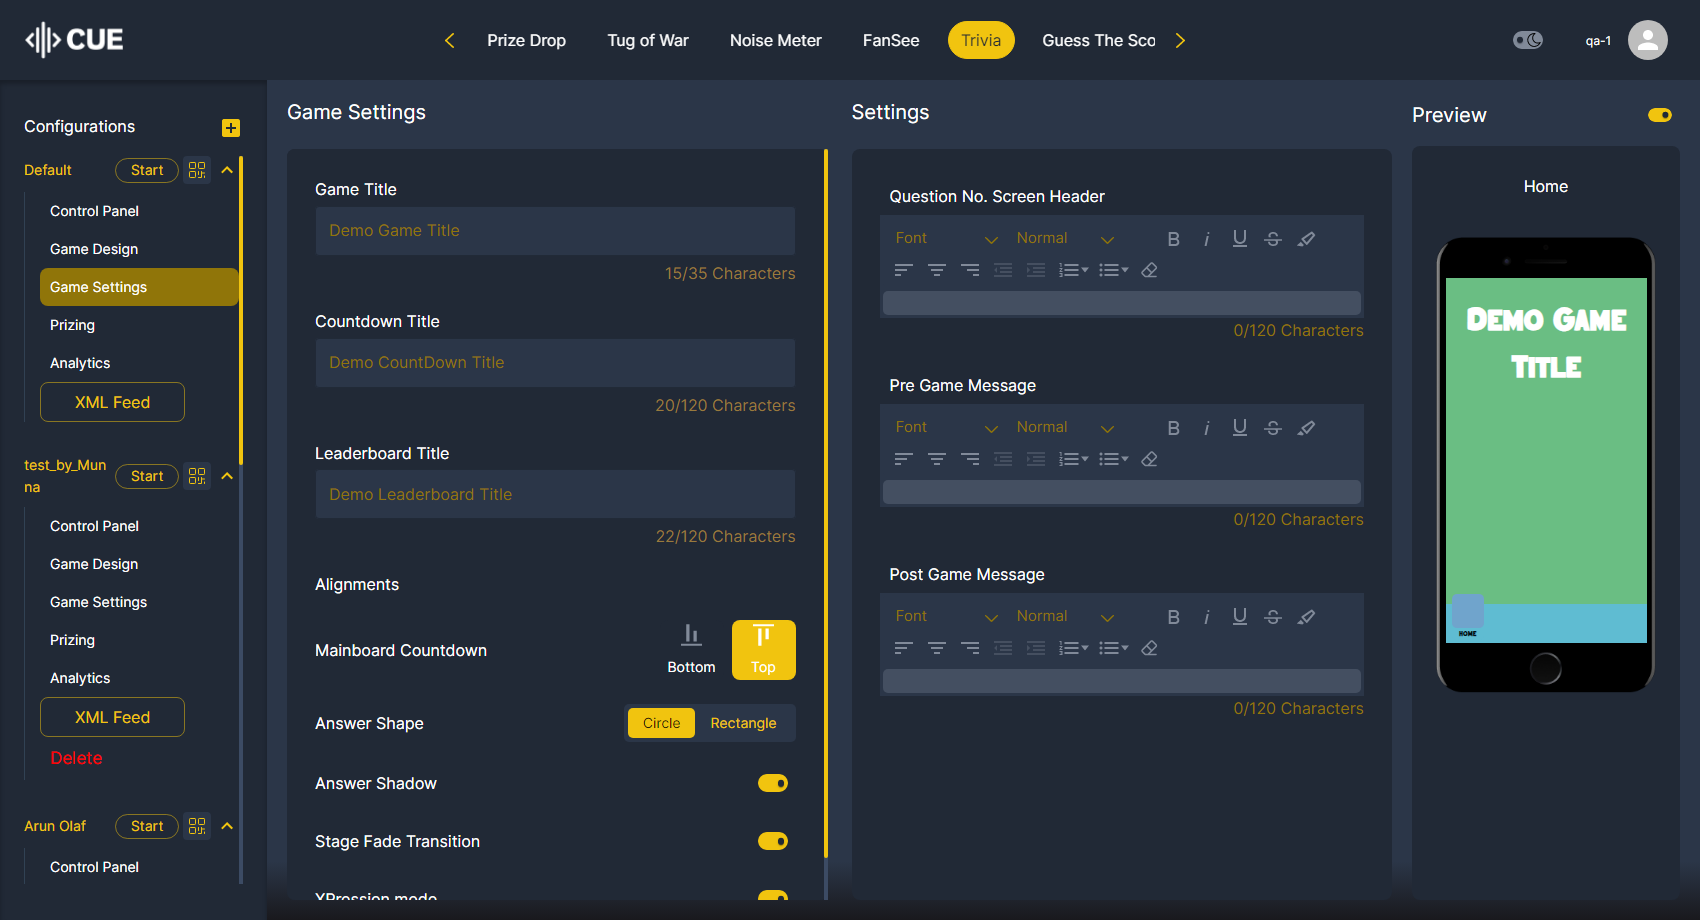 CUE
Prize Drop
Tug of War
Noise Meter
FanSee
Trivia
Guess The Sco
qa-1
Configurations
Default
Start
Control Panel
Game Design
Game Settings
Prizing
Analytics
XML Feed
test_by_Mun
na
Start
Control Panel
Game Design
Game Settings
Prizing
Analytics
XML Feed
Delete
Arun Olaf
Start
Control Panel
Game Settings
Game Title
Demo Game Title
15/35 Characters
Countdown Title
Demo CountDown Title
20/120 Characters
Leaderboard Title
Demo Leaderboard Title
22/120 Characters
Alignments
Mainboard Countdown
Bottom
Top
Answer Shape
Circle
Rectangle
Answer Shadow
Stage Fade Transition
XPression mode
Settings
Question No. Screen Header
Font
Normal
0/120 Characters
Pre Game Message
Font
Normal
0/120 Characters
Post Game Message
Font
Normal
0/120 Characters
Preview
Home
Demo Game
Title
HOME